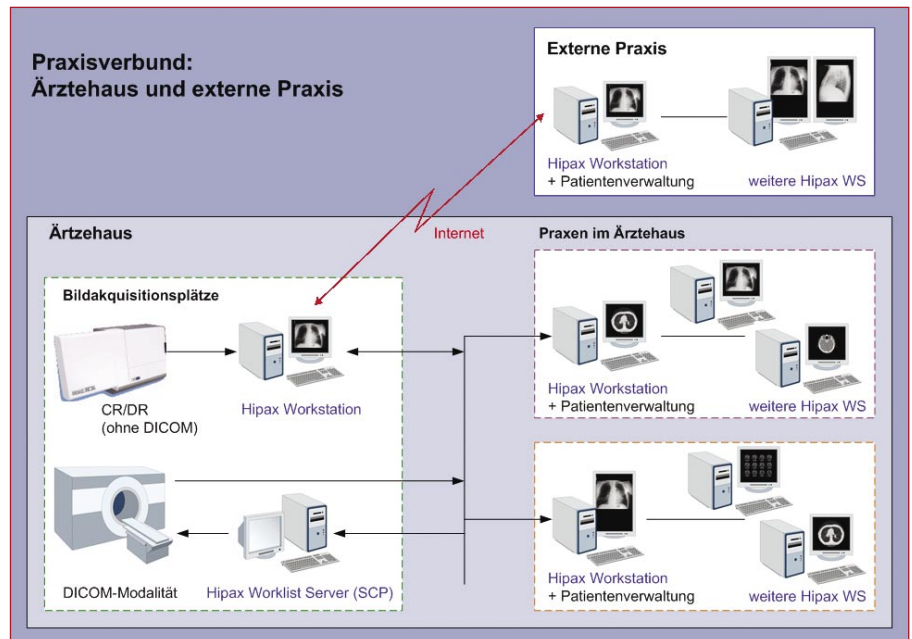 Praxisverbund:
Ärztehaus und externe Praxis
Externe Praxis
Hipax Workstation
+ Patientenverwaltung
weitere Hipax WS
Internet
Ärtzehaus
Bildakquisitionsplätze
CR/DR
(ohne DICOM)
Hipax Workstation
DICOM-Modalität
Hipax Worklist Server (SCP)
Praxen im Ärztehaus
Hipax Workstation
+ Patientenverwaltung
weitere Hipax WS
Hipax Workstation
+ Patientenverwaltung
weitere Hipax WS